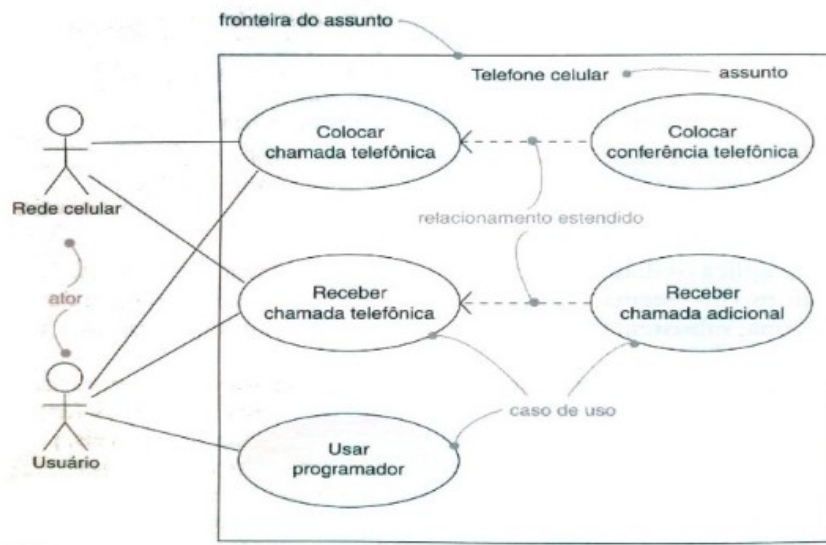 fronteira do assunto
Telefone celular
assunto
Colocar
chamada telefônica
Colocar
conferência telefônica
Rede celular
relacionamento estendido
ator
Receber
chamada telefônica
Receber
chamada adicional
caso de uso
Usuário
Usar
programador